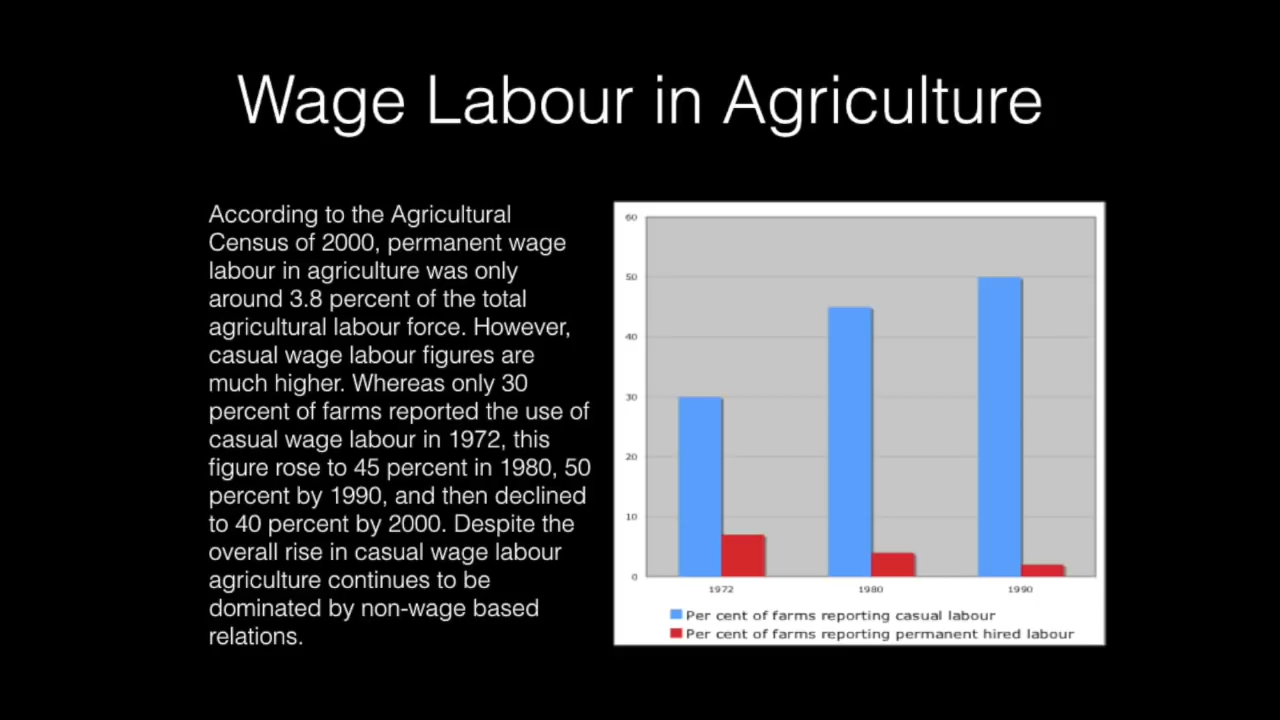 Wage Labour in Agriculture
According to the Agricultural
Census of 2000, permanent wage
labour in agriculture was only
around 3.8 percent of the total
agricultural labour force. However,
casual wage labour figures are
much higher. Whereas only 30
percent of farms reported the use of
casual wage labour in 1972, this
figure rose to 45 percent in 1980, 50
percent by 1990, and then declined
to 40 percent by 2000. Despite the
overall rise in casual wage labour
agriculture continues to be
dominated by non-wage based
relations.
60
50
40
30
20
10
0
1972 1980 1990
Per cent of farms reporting casual labour
Per cent of farms reporting permanent hired labour